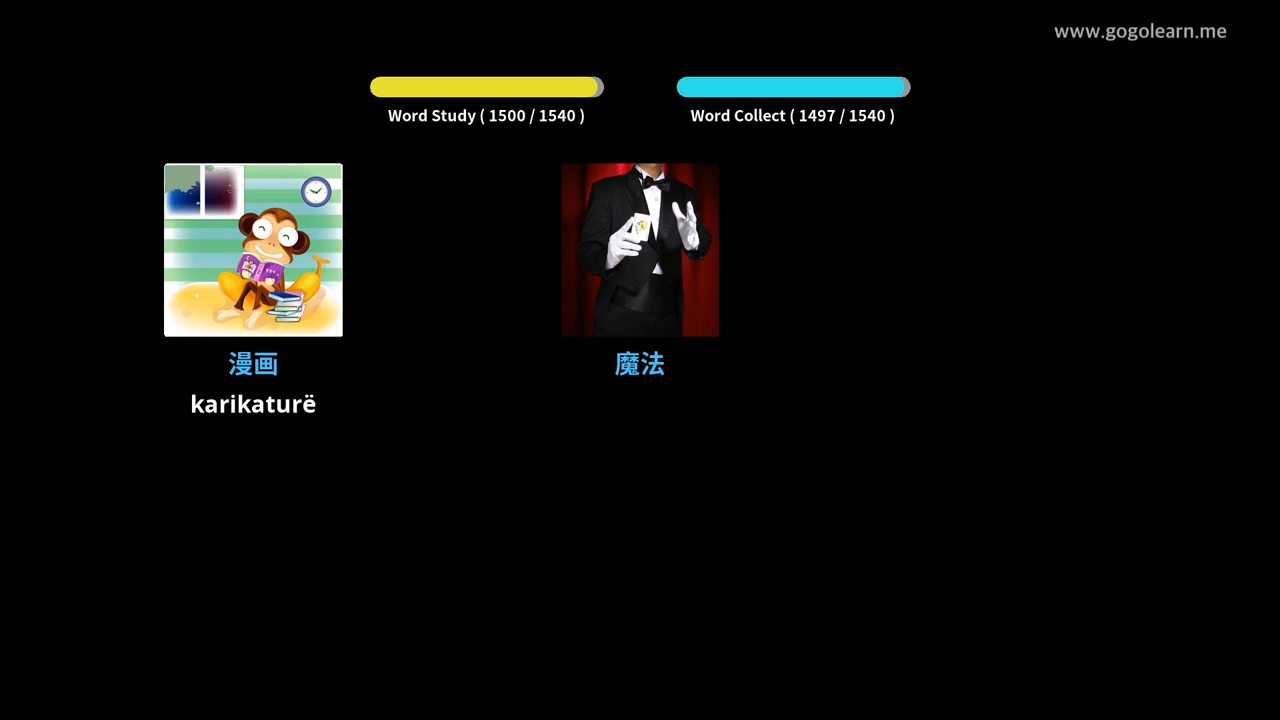 www.gogolearn.me
Word Study ( 1500 / 1540 )
Word Collect ( 1497 / 1540 )
漫画
魔法
karikaturë